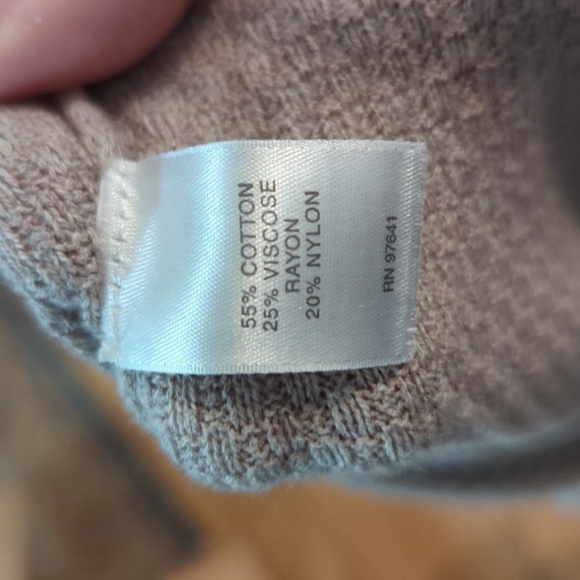 55% COTTON
25% VISCOSE
RAYON
20% NYLON
RN 97641